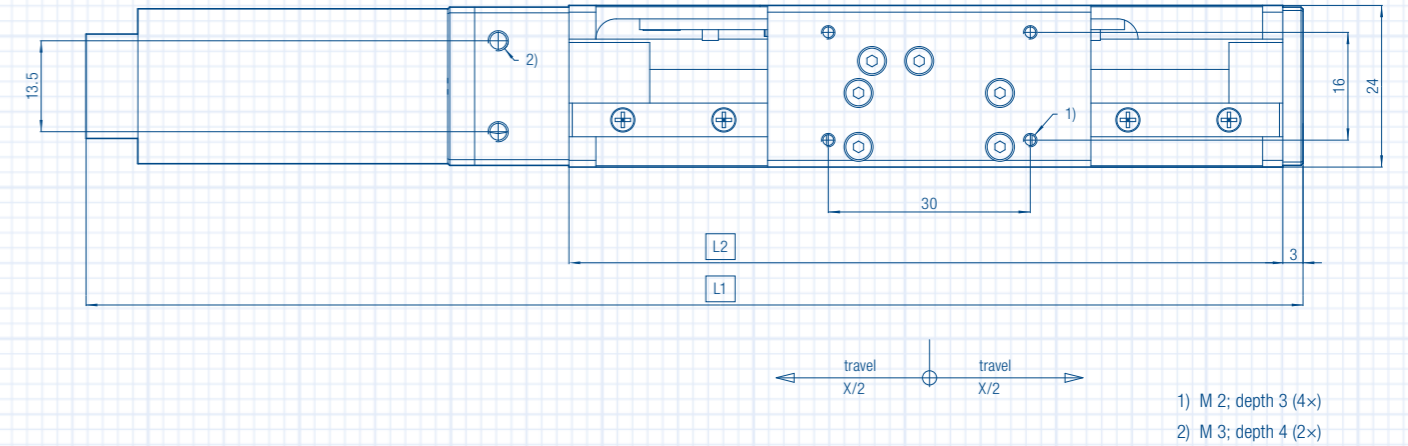 2)
13.5
1)
16
24
30
L2
3
L1
travel
travel
X/2
X/2
1) M 2; depth 3 (4×)
2) M 3; depth 4 (2×)